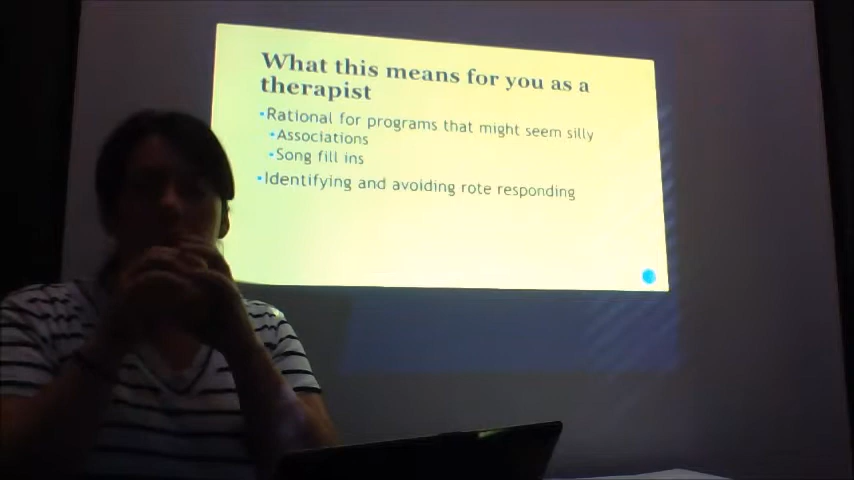 What this means for you as a
therapist
•Rational for programs that might seem silly
•Associations
•Song fill ins
•Identifying and avoiding rote responding